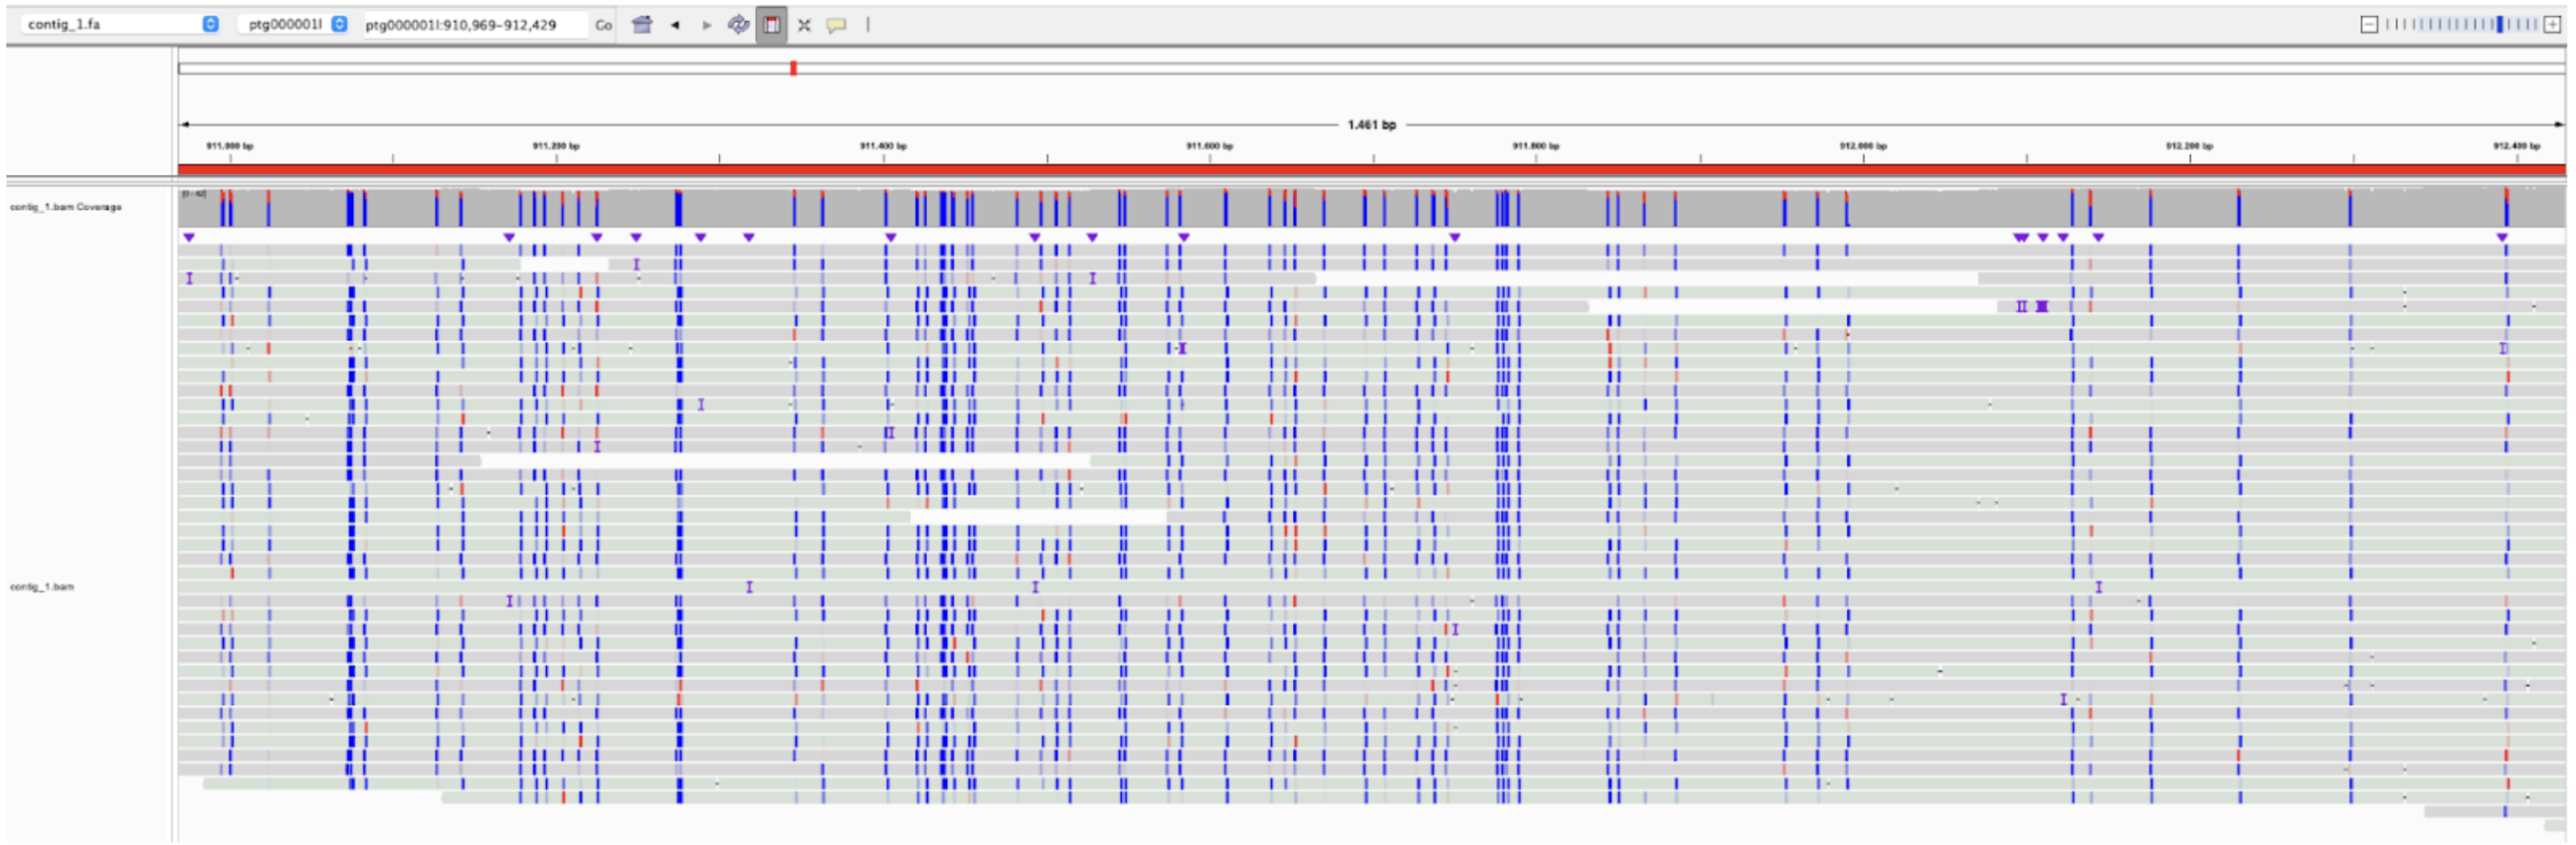 contig_1.fa ptg000001l ptg000001l:910,969-912,429 Go
1.461 bp
911.000 bp 911.200 bp 911.400 bp 911.600 bp 911.800 bp 912.000 bp 912.200 bp 912.400 bp
[0-42]
contig_1.bam Coverage
contig_1.bam